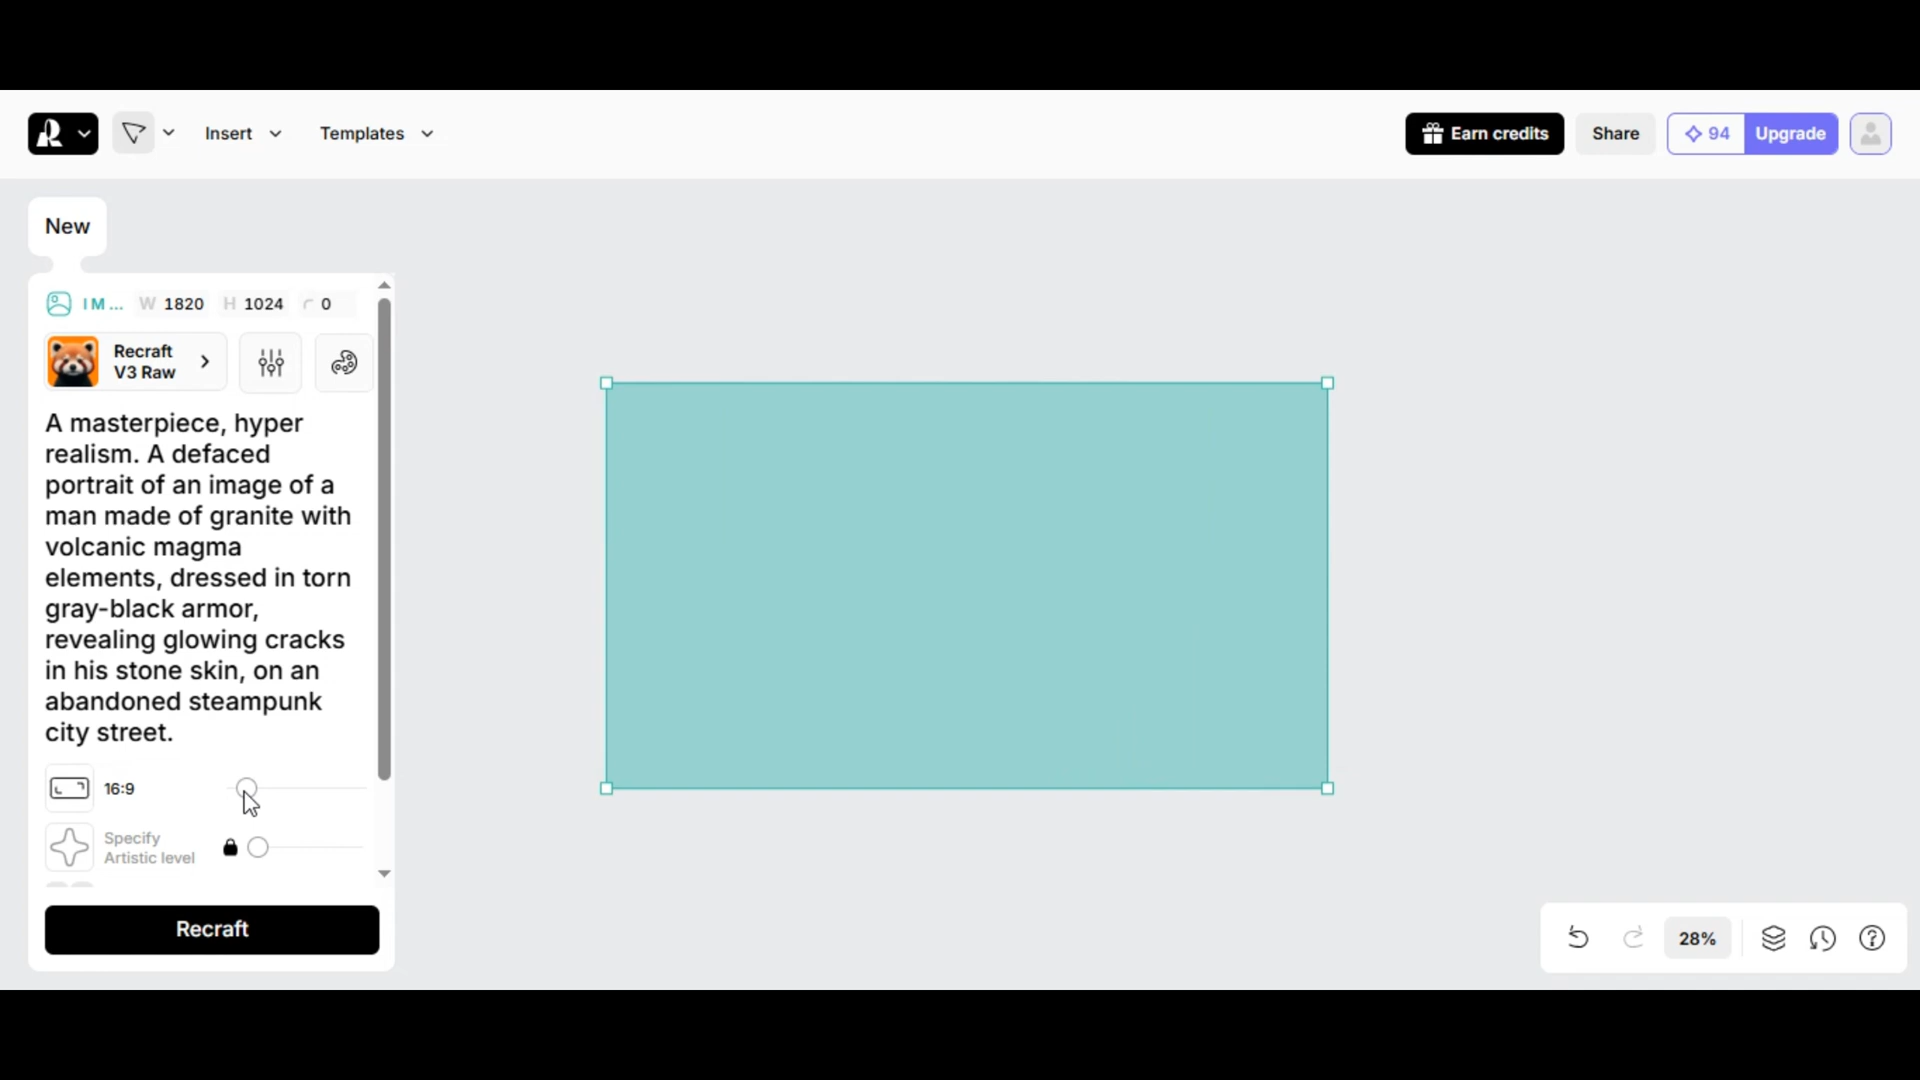 Insert
Templates
Earn credits
Share
94
Upgrade
New
I M ...
W 1820
H 1024
0
Recraft
V3 Raw
A masterpiece, hyper
realism. A defaced
portrait of an image of a
man made of granite with
volcanic magma
elements, dressed in torn
gray-black armor,
revealing glowing cracks
in his stone skin, on an
abandoned steampunk
city street.
16:9
Specify
Artistic level
Recraft
28%